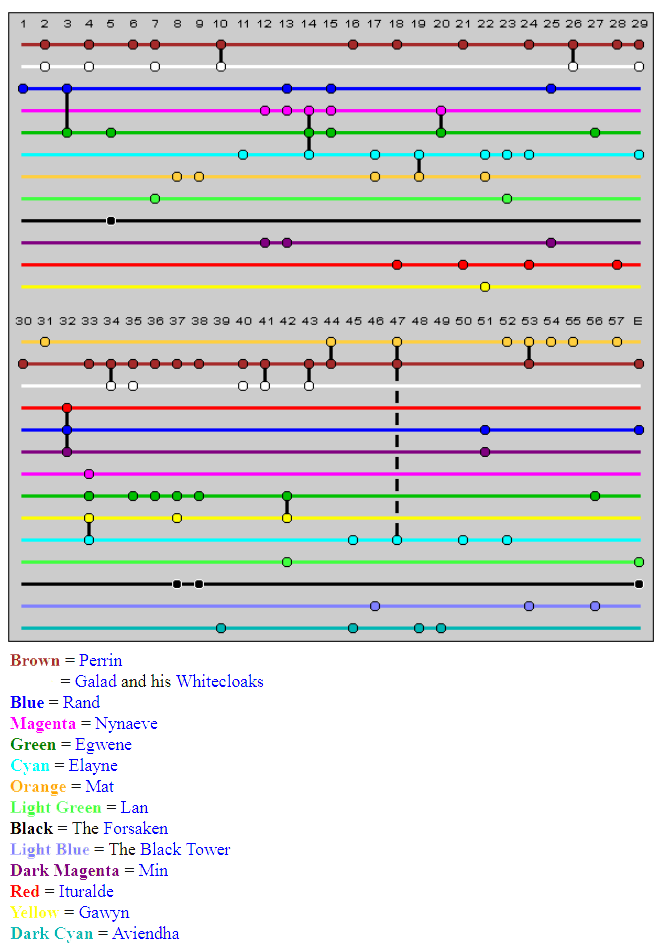 1 2 3 4 5 6 7 8 9 10 11 12 13 14 15 16 17 18 19 20 21 22 23 24 25 26 27 28 29
30 31 32 33 34 35 36 37 38 39 40 41 42 43 44 45 46 47 48 49 50 51 52 53 54 55 56 57 E
Brown = Perrin
= Galad and his Whitecloaks
Blue = Rand
Magenta = Nynaeve
Green = Egwene
Cyan = Elayne
Orange = Mat
Light Green = Lan
Black = The Forsaken
Light Blue = The Black Tower
Dark Magenta = Min
Red = Ituralde
Yellow = Gawyn
Dark Cyan = Aviendha